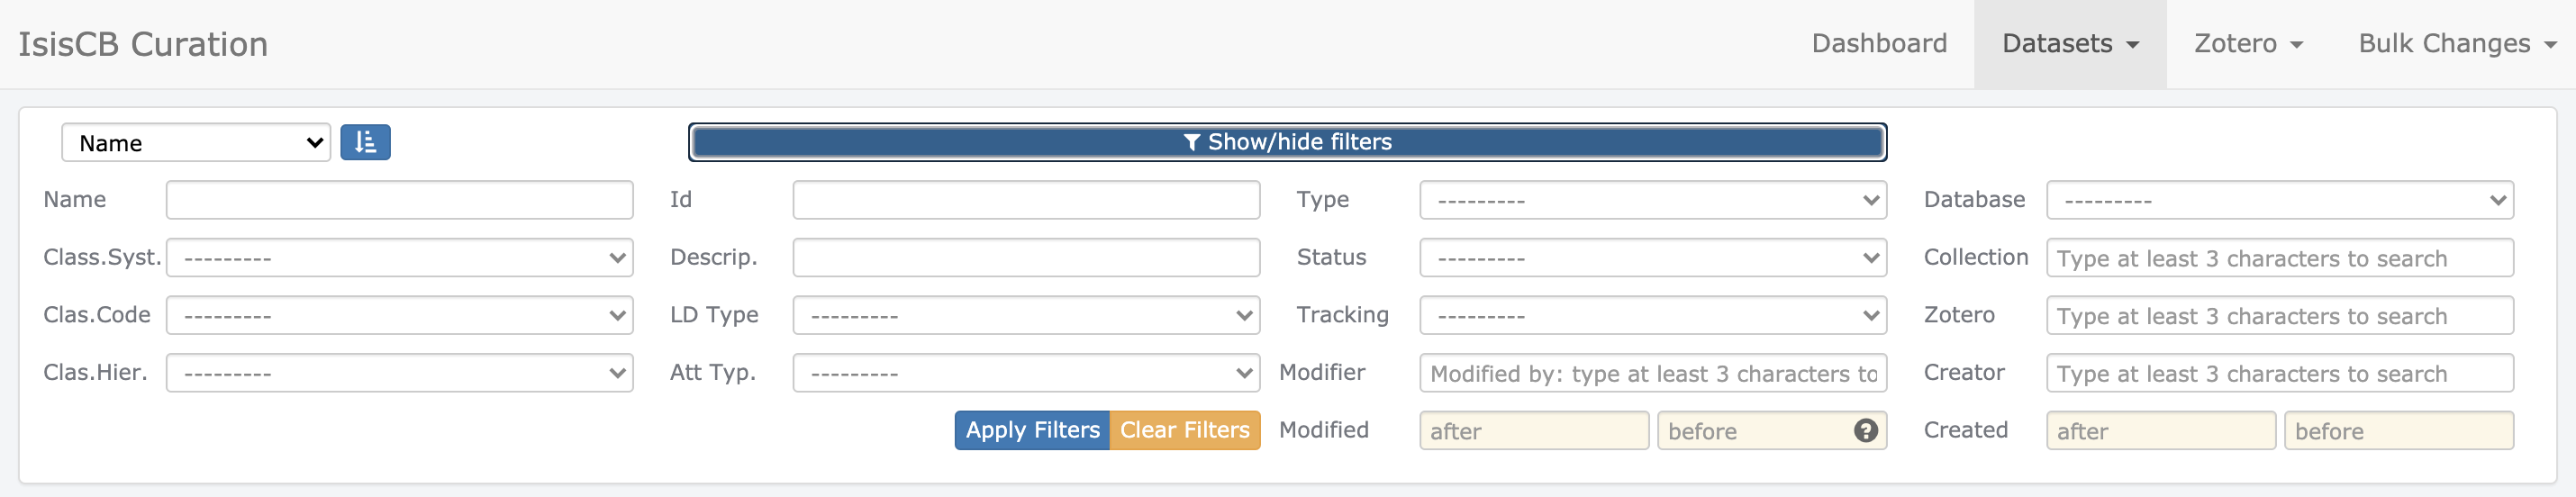 IsisCB Curation Dashboard Datasets Zotero Bulk Changes
Name Show/hide filters
Name Id Type --------- Database ---------
Class.Syst. --------- Descrip. Status --------- Collection Type at least 3 characters to search
Clas.Code --------- LD Type --------- Tracking --------- Zotero Type at least 3 characters to search
Clas.Hier. --------- Att Typ. --------- Modifier Modified by: type at least 3 characters to Creator Type at least 3 characters to search
Apply Filters Clear Filters Modified after before ? Created after before